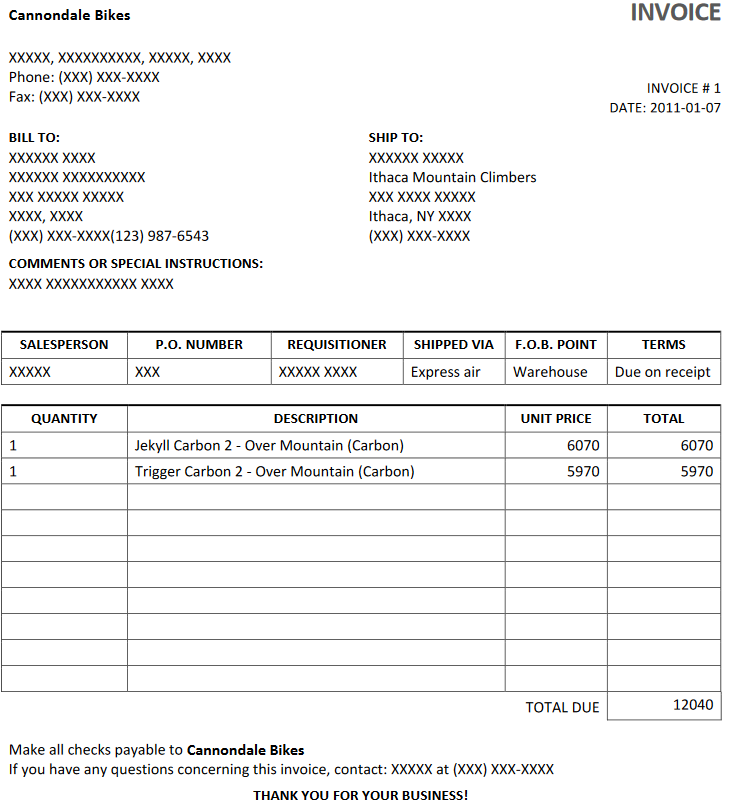 Cannondale Bikes
INVOICE
XXXXX, XXXXXXXXXX, XXXXX, XXXX
Phone: (XXX) XXX-XXXX
Fax: (XXX) XXX-XXXX
INVOICE # 1
DATE: 2011-01-07
BILL TO:
XXXXXX XXXX
XXXXXX XXXXXXXXXX
XXX XXXXX XXXXX
XXXX, XXXX
(XXX) XXX-XXXX(123) 987-6543
SHIP TO:
XXXXXX XXXXX
Ithaca Mountain Climbers
XXX XXXX XXXXX
Ithaca, NY XXXX
(XXX) XXX-XXXX
COMMENTS OR SPECIAL INSTRUCTIONS:
XXXX XXXXXXXXXXX XXXX
SALESPERSON P.O. NUMBER REQUISITIONER SHIPPED VIA F.O.B. POINT TERMS
XXXXX XXX XXXXX XXXX Express air Warehouse Due on receipt
QUANTITY DESCRIPTION UNIT PRICE TOTAL
1 Jekyll Carbon 2 - Over Mountain (Carbon) 6070 6070
1 Trigger Carbon 2 - Over Mountain (Carbon) 5970 5970
TOTAL DUE 12040
Make all checks payable to Cannondale Bikes
If you have any questions concerning this invoice, contact: XXXXX at (XXX) XXX-XXXX
THANK YOU FOR YOUR BUSINESS!